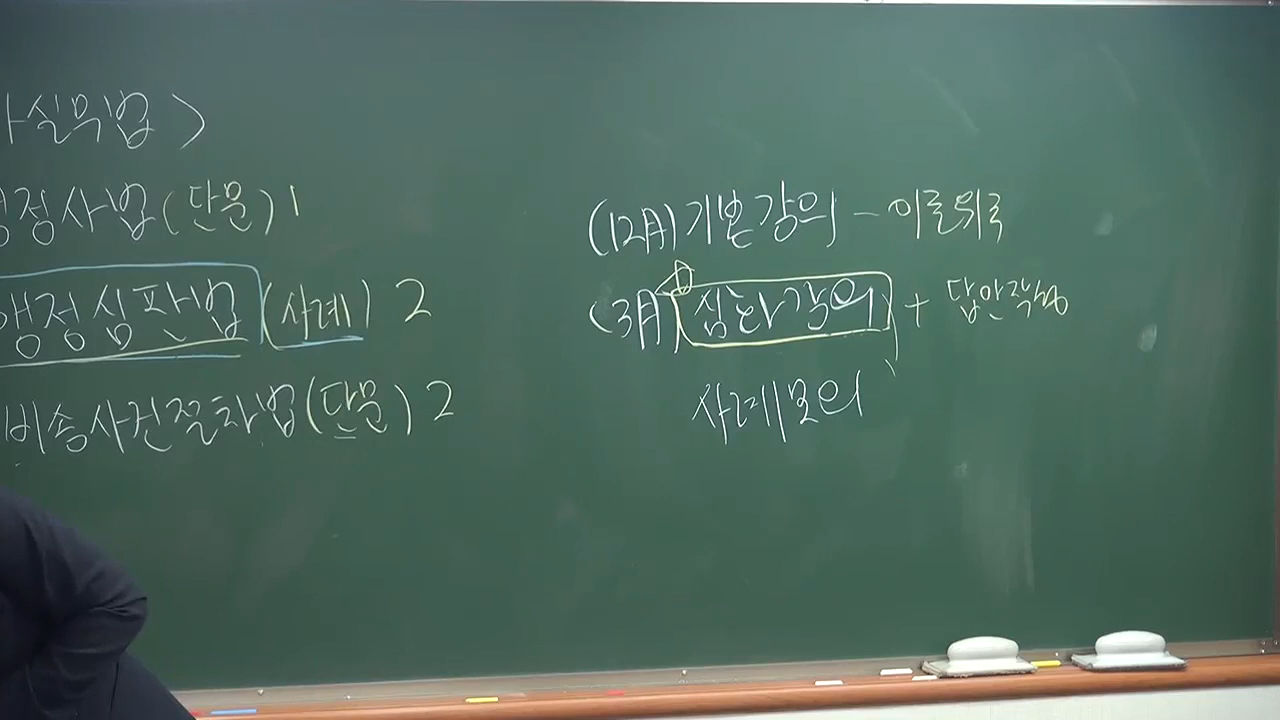 사실무법 >
행정사법(단문) 1
행정심판법 (사례) 2
비송사건절차법(단문) 2
(12月) 기본강의 - 이론위주
(3月) 심화강의 + 답안작성
사례모의